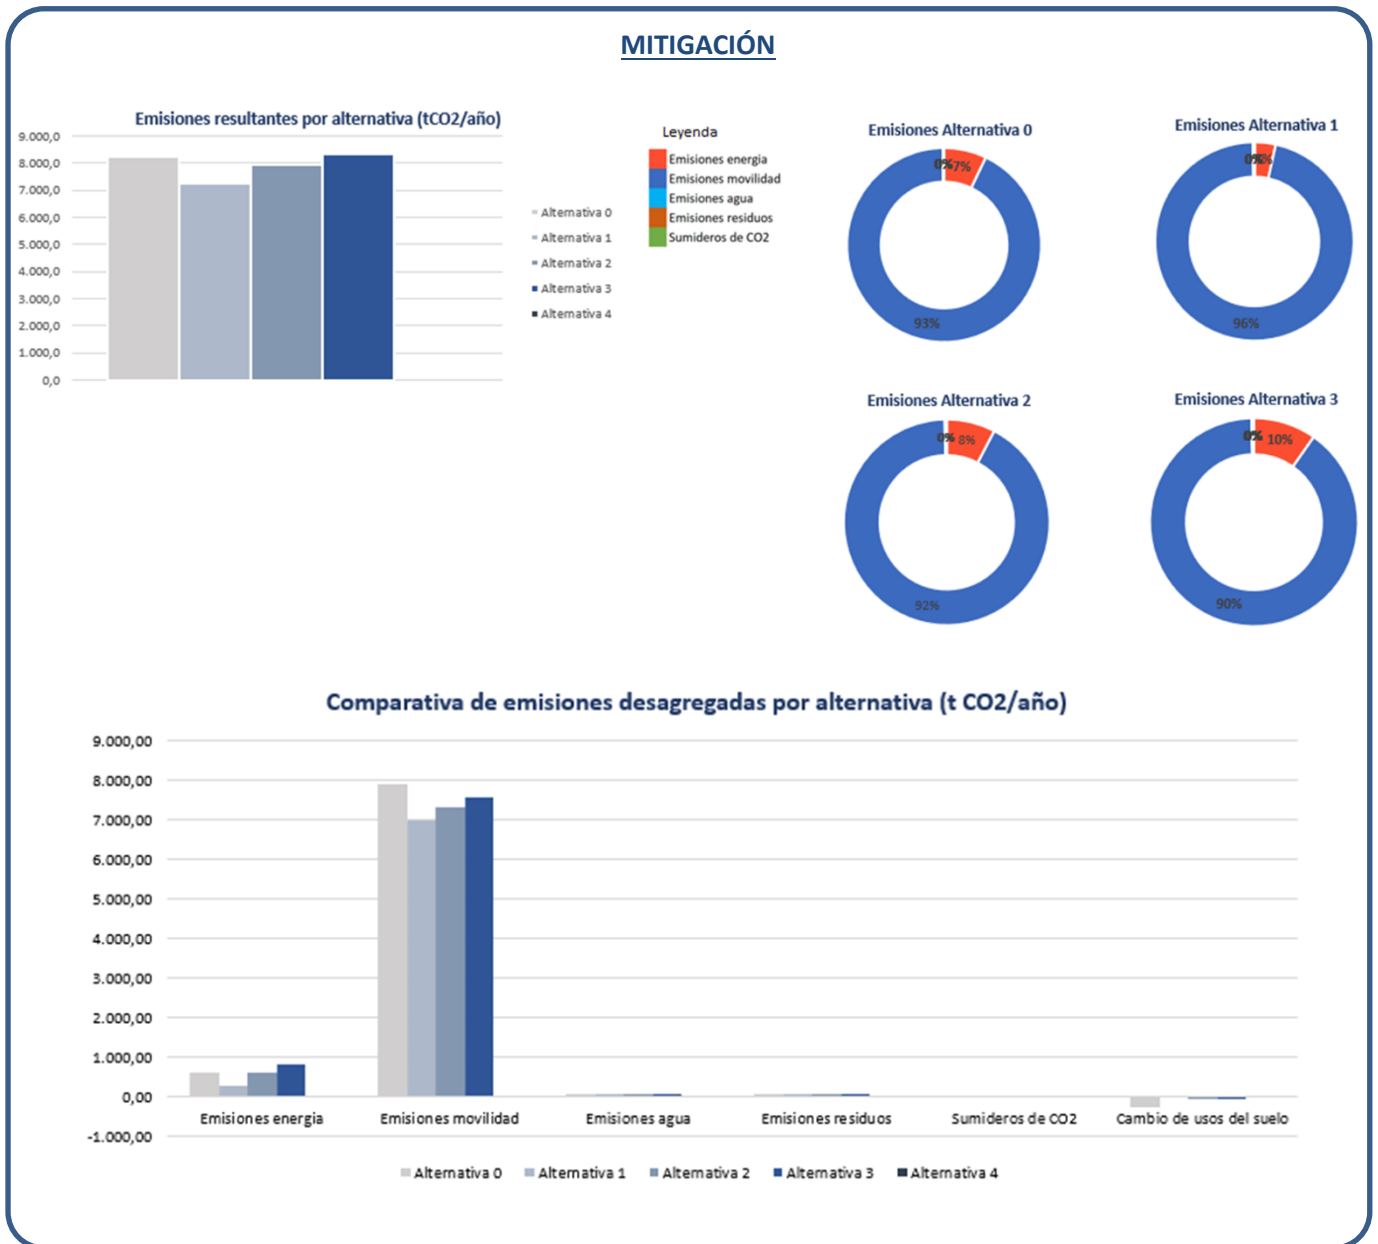 MITIGACIÓN
Emisiones resultantes por alternativa (tCO2/año)
9.000,0
8.000,0
7.000,0
6.000,0
5.000,0
4.000,0
3.000,0
2.000,0
1.000,0
0,0
Alternativa 0
Alternativa 1
Alternativa 2
Alternativa 3
Alternativa 4
Leyenda
Emisiones energia
Emisiones movilidad
Emisiones agua
Emisiones residuos
Sumideros de CO2
Emisiones Alternativa 0
0% 7%
93%
Emisiones Alternativa 1
96%
Emisiones Alternativa 2
0% 8%
92%
Emisiones Alternativa 3
0% 10%
90%
Comparativa de emisiones desagregadas por alternativa (t CO2/año)
9.000,00
8.000,00
7.000,00
6.000,00
5.000,00
4.000,00
3.000,00
2.000,00
1.000,00
0,00
-1.000,00
Emisiones energia Emisiones movilidad Emisiones agua Emisiones residuos Sumideros de CO2 Cambio de usos del suelo
Alternativa 0 Alternativa 1 Alternativa 2 Alternativa 3 Alternativa 4